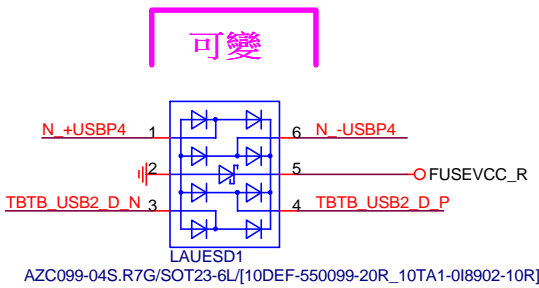 可變
N_+USBP4 1 6 N_-USBP4
2 5 FUSEVCC_R
TBTB_USB2_D_N 3 4 TBTB_USB2_D_P
LAUESD1
AZC099-04S.R7G/SOT23-6L/[10DEF-550099-20R_10TA1-0I8902-10R]